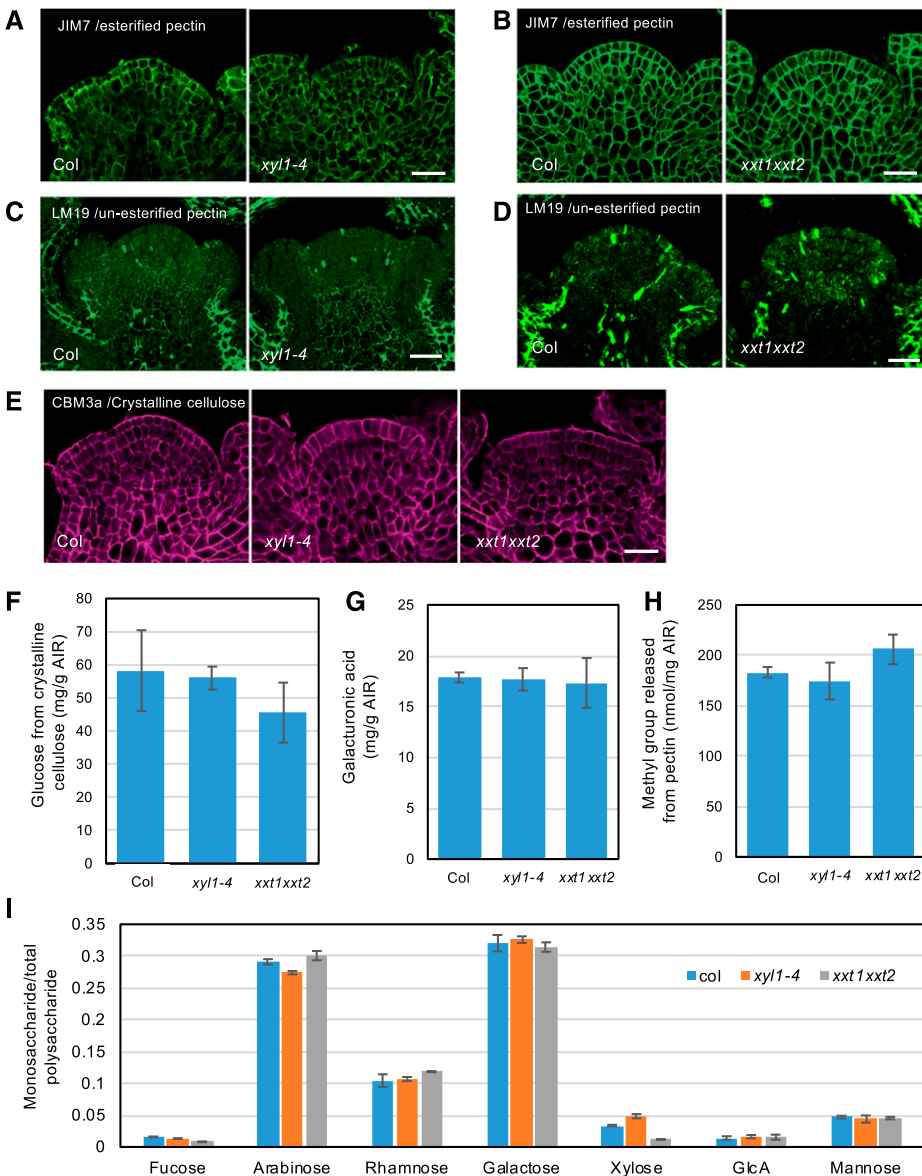 A
JIM7 /esterified pectin
Col
xyl1-4
B
JIM7 /esterified pectin
Col
xxt1xxt2
C
LM19 /un-esterified pectin
Col
xyl1-4
D
LM19 /un-esterified pectin
Col
xxt1xxt2
E
CBM3a /Crystalline cellulose
Col
xyl1-4
xxt1xxt2
F
Glucose from crystalline
cellulose (mg/g AIR)
80
70
60
50
40
30
20
10
0
Col
xyl1-4
xxt1xxt2
G
Galacturonic acid
(mg/g AIR)
25
20
15
10
5
0
Col
xyl1-4
xxt1xxt2
H
Methyl group released
from pectin (nmol/mg AIR)
250
200
150
100
50
0
Col
xyl1-4
xxt1xxt2
I
Monosaccharide/total
polysaccharide
0.35
0.3
0.25
0.2
0.15
0.1
0.05
0
col
xyl1-4
xxt1xxt2
Fucose
Arabinose
Rhamnose
Galactose
Xylose
GlcA
Mannose